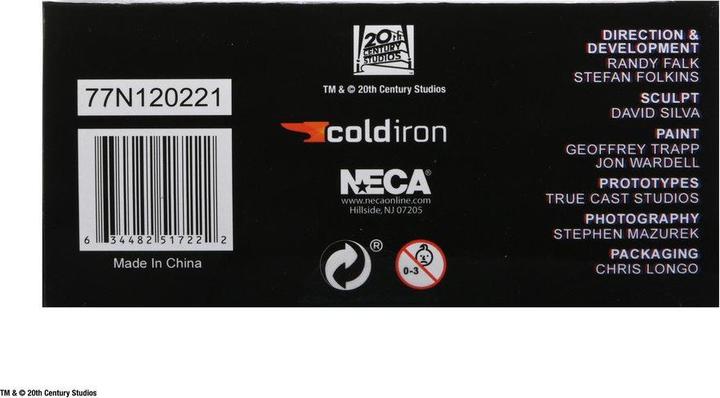 77N120221
6 34482 51722 2
Made In China
20th
CENTURY
STUDIOS
TM & © 20th Century Studios
coldiron
NECA®
www.necaonline.com
Hillside, NJ 07205
®
0-3
DIRECTION &
DEVELOPMENT
RANDY FALK
STEFAN FOLKINS
SCULPT
DAVID SILVA
PAINT
GEOFFREY TRAPP
JON WARDELL
PROTOTYPES
TRUE CAST STUDIOS
PHOTOGRAPHY
STEPHEN MAZUREK
PACKAGING
CHRIS LONGO
TM & © 20th Century Studios